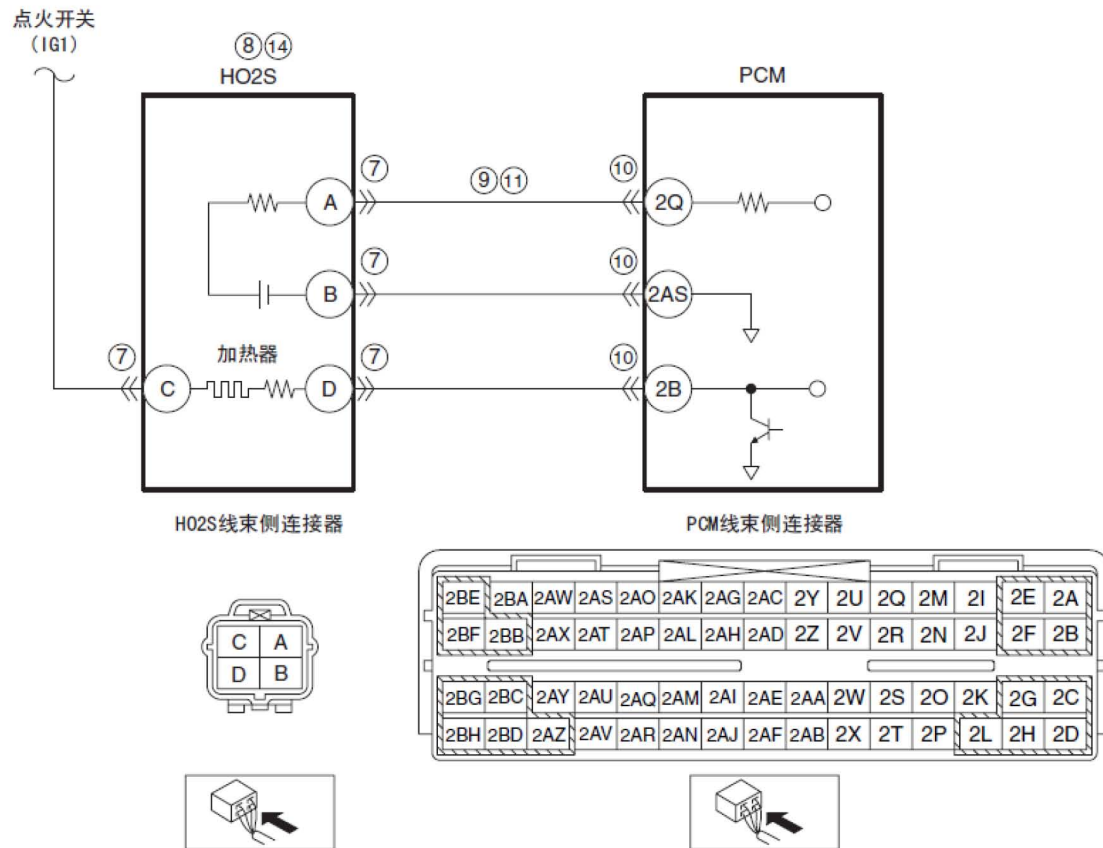 点火开关
(IG1)
⑧⑭
HO2S
PCM
⑦
⑨⑪
⑩
A
2Q
⑦
⑩
B
2AS
⑦
加热器
⑦
⑩
C
D
2B
HO2S线束侧连接器
PCM线束侧连接器
C A
D B
2BE 2BA 2AW 2AS 2AO 2AK 2AG 2AC 2Y 2U 2Q 2M 2I 2E 2A
2BF 2BB 2AX 2AT 2AP 2AL 2AH 2AD 2Z 2V 2R 2N 2J 2F 2B
2BG 2BC 2AY 2AU 2AQ 2AM 2AI 2AE 2AA 2W 2S 2O 2K 2G 2C
2BH 2BD 2AZ 2AV 2AR 2AN 2AJ 2AF 2AB 2X 2T 2P 2L 2H 2D